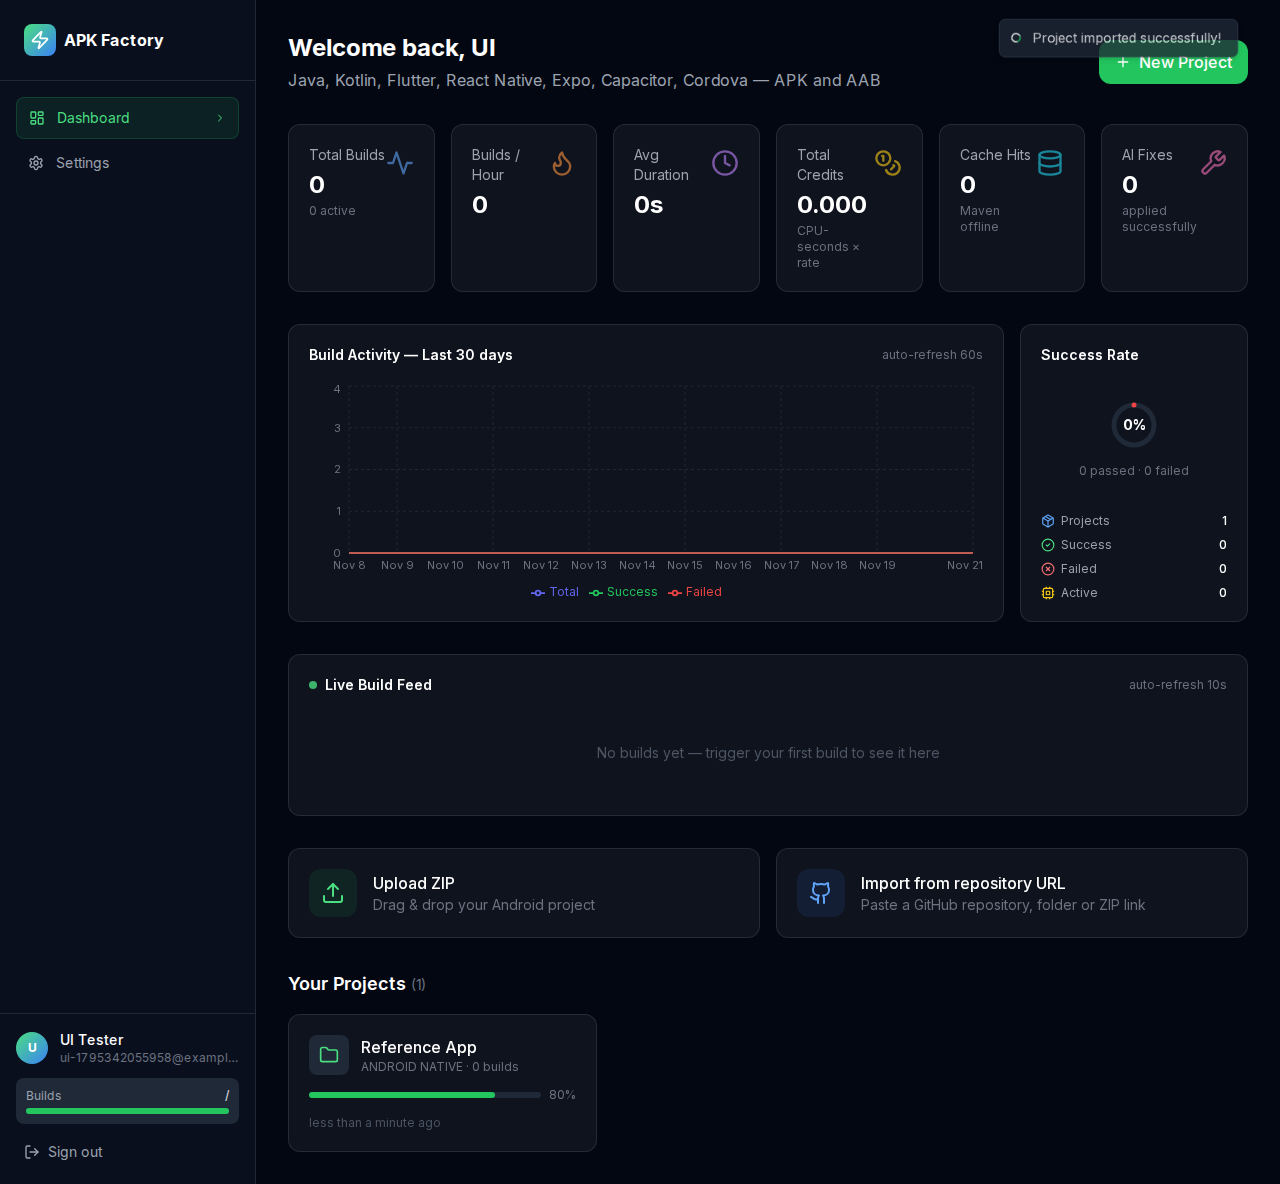 APK Factory
Dashboard
Settings
Welcome back, UI
Java, Kotlin, Flutter, React Native, Expo, Capacitor, Cordova — APK and AAB
Project imported successfully!
New Project
Total Builds
0
0 active
Builds /
Hour
0
Avg
Duration
0s
Total
Credits
0.000
CPU-
seconds ×
rate
Cache Hits
0
Maven
offline
AI Fixes
0
applied
successfully
Build Activity — Last 30 days
auto-refresh 60s
4
3
2
1
0
Nov 8 Nov 9 Nov 10 Nov 11 Nov 12 Nov 13 Nov 14 Nov 15 Nov 16 Nov 17 Nov 18 Nov 19 Nov 21
Total Success Failed
Success Rate
0%
0 passed · 0 failed
Projects 1
Success 0
Failed 0
Active 0
Live Build Feed
auto-refresh 10s
No builds yet — trigger your first build to see it here
Upload ZIP
Drag & drop your Android project
Import from repository URL
Paste a GitHub repository, folder or ZIP link
Your Projects (1)
Reference App
ANDROID NATIVE · 0 builds
80%
less than a minute ago
U
UI Tester
ui-1795342055958@exampl...
Builds /
Sign out